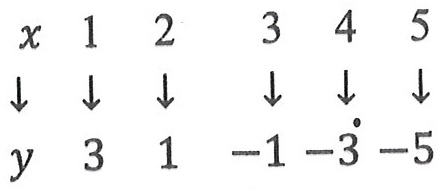 x 1 2 3 4 5
↓ ↓ ↓ ↓ ↓ ↓
y 3 1 −1 −3 −5